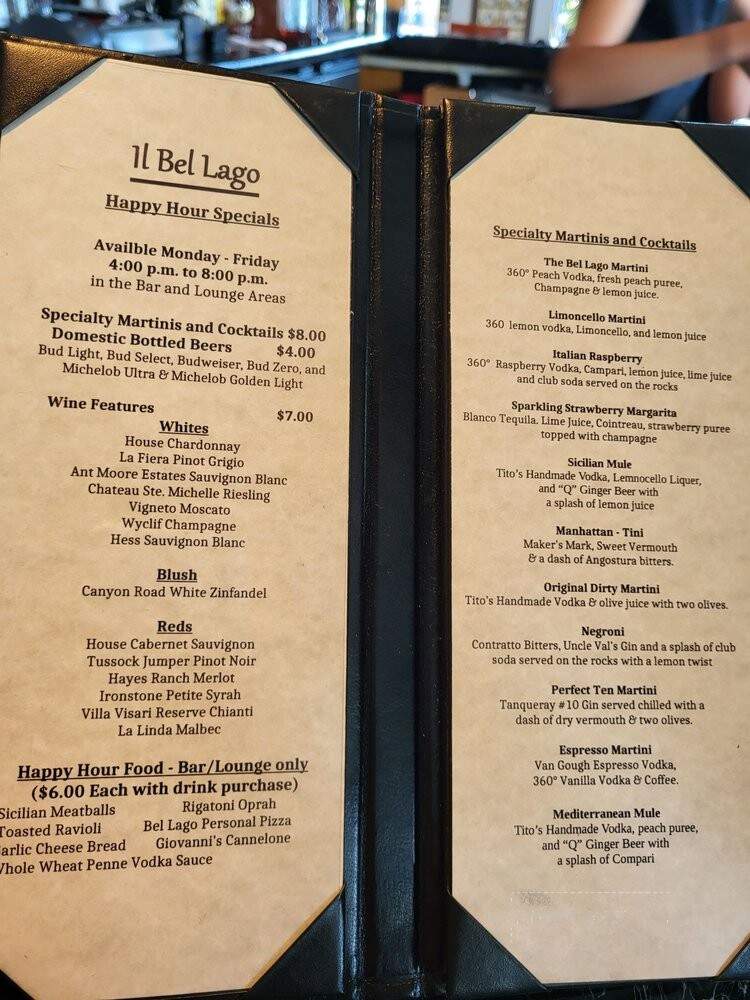 Il Bel Lago
Happy Hour Specials
Availble Monday - Friday
4:00 p.m. to 8:00 p.m.
in the Bar and Lounge Areas
Specialty Martinis and Cocktails $8.00
Domestic Bottled Beers $4.00
Bud Light, Bud Select, Budweiser, Bud Zero, and
Michelob Ultra & Michelob Golden Light
Wine Features $7.00
Whites
House Chardonnay
La Fiera Pinot Grigio
Ant Moore Estates Sauvignon Blanc
Chateau Ste. Michelle Riesling
Vigneto Moscato
Wyclif Champagne
Hess Sauvignon Blanc
Blush
Canyon Road White Zinfandel
Reds
House Cabernet Sauvignon
Tussock Jumper Pinot Noir
Hayes Ranch Merlot
Ironstone Petite Syrah
Villa Visari Reserve Chianti
La Linda Malbec
Happy Hour Food - Bar/Lounge only
($6.00 Each with drink purchase)
Sicilian Meatballs Rigatoni Oprah
Toasted Ravioli Bel Lago Personal Pizza
arlic Cheese Bread Giovanni's Cannelone
Whole Wheat Penne Vodka Sauce
Specialty Martinis and Cocktails
The Bel Lago Martini
360° Peach Vodka, fresh peach puree,
Champagne & lemon juice.
Limoncello Martini
360 lemon vodka, Limoncello, and lemon juice
Italian Raspberry
360° Raspberry Vodka, Campari, lemon juice, lime juice
and club soda served on the rocks
Sparkling Strawberry Margarita
Blanco Tequila. Lime Juice, Cointreau, strawberry puree
topped with champagne
Sicilian Mule
Tito's Handmade Vodka, Lemnocello Liquer,
and “Q” Ginger Beer with
a splash of lemon juice
Manhattan - Tini
Maker's Mark, Sweet Vermouth
& a dash of Angostura bitters.
Original Dirty Martini
Tito's Handmade Vodka & olive juice with two olives.
Negroni
Contratto Bitters, Uncle Val's Gin and a splash of club
soda served on the rocks with a lemon twist
Perfect Ten Martini
Tanqueray #10 Gin served chilled with a
dash of dry vermouth & two olives.
Espresso Martini
Van Gough Espresso Vodka,
360° Vanilla Vodka & Coffee.
Mediterranean Mule
Tito's Handmade Vodka, peach puree,
and “Q” Ginger Beer with
a splash of Compari